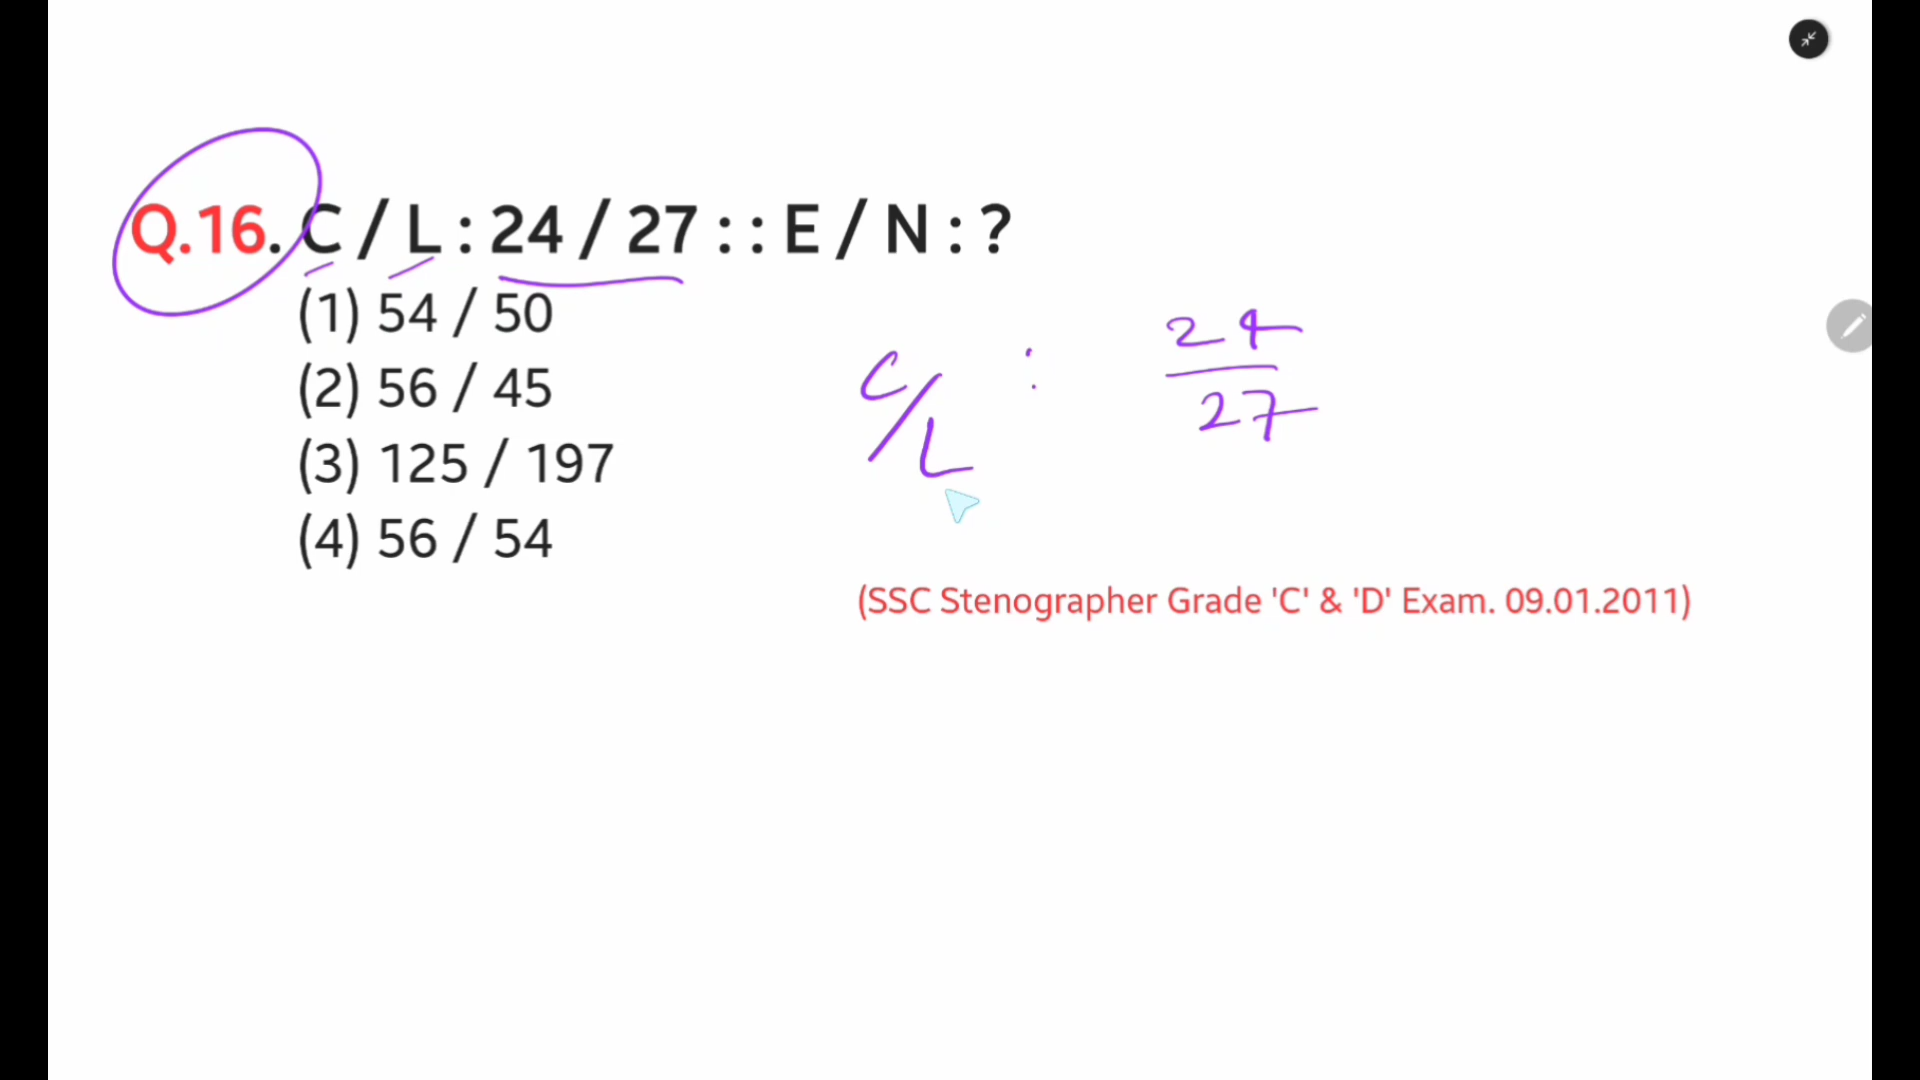 Q.16. C / L : 24 / 27 : : E / N : ?
(1) 54 / 50
(2) 56 / 45
(3) 125 / 197
(4) 56 / 54
C/L : 24/27
(SSC Stenographer Grade 'C' & 'D' Exam. 09.01.2011)